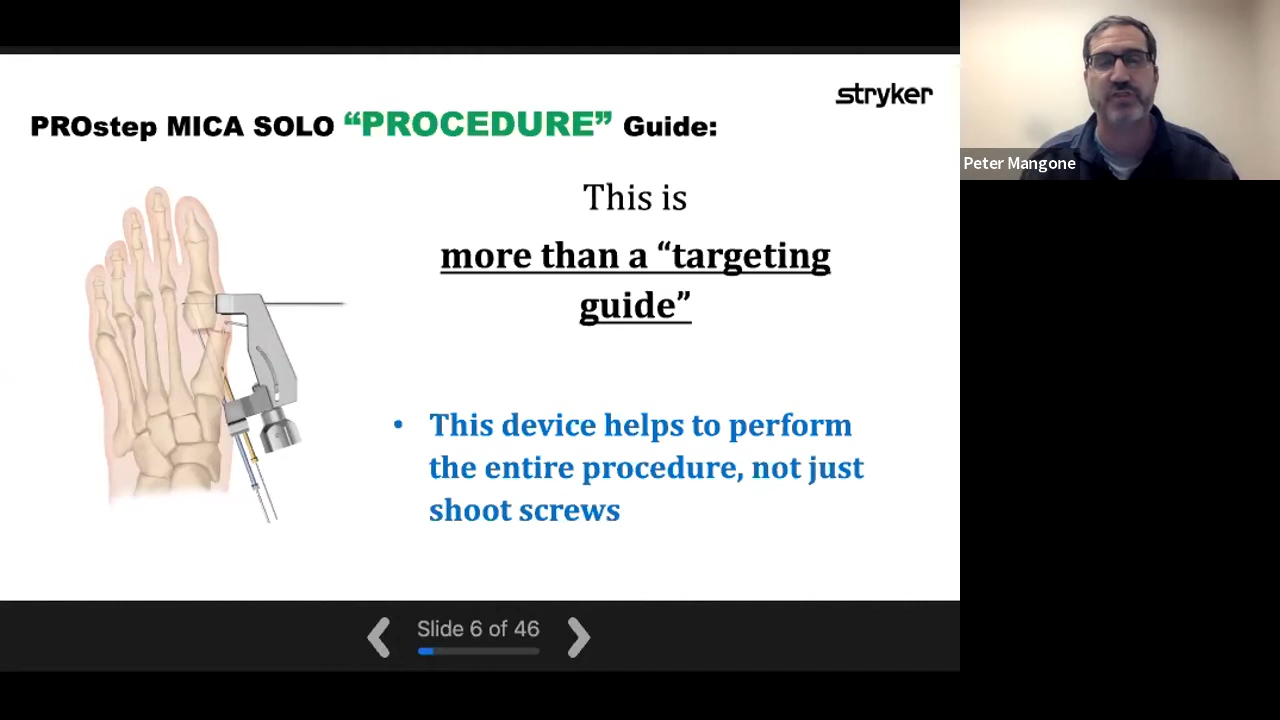 stryker
PROstep MICA SOLO “PROCEDURE” Guide:
This is
more than a “targeting
guide”
• This device helps to perform
the entire procedure, not just
shoot screws
Slide 6 of 46
Peter Mangone